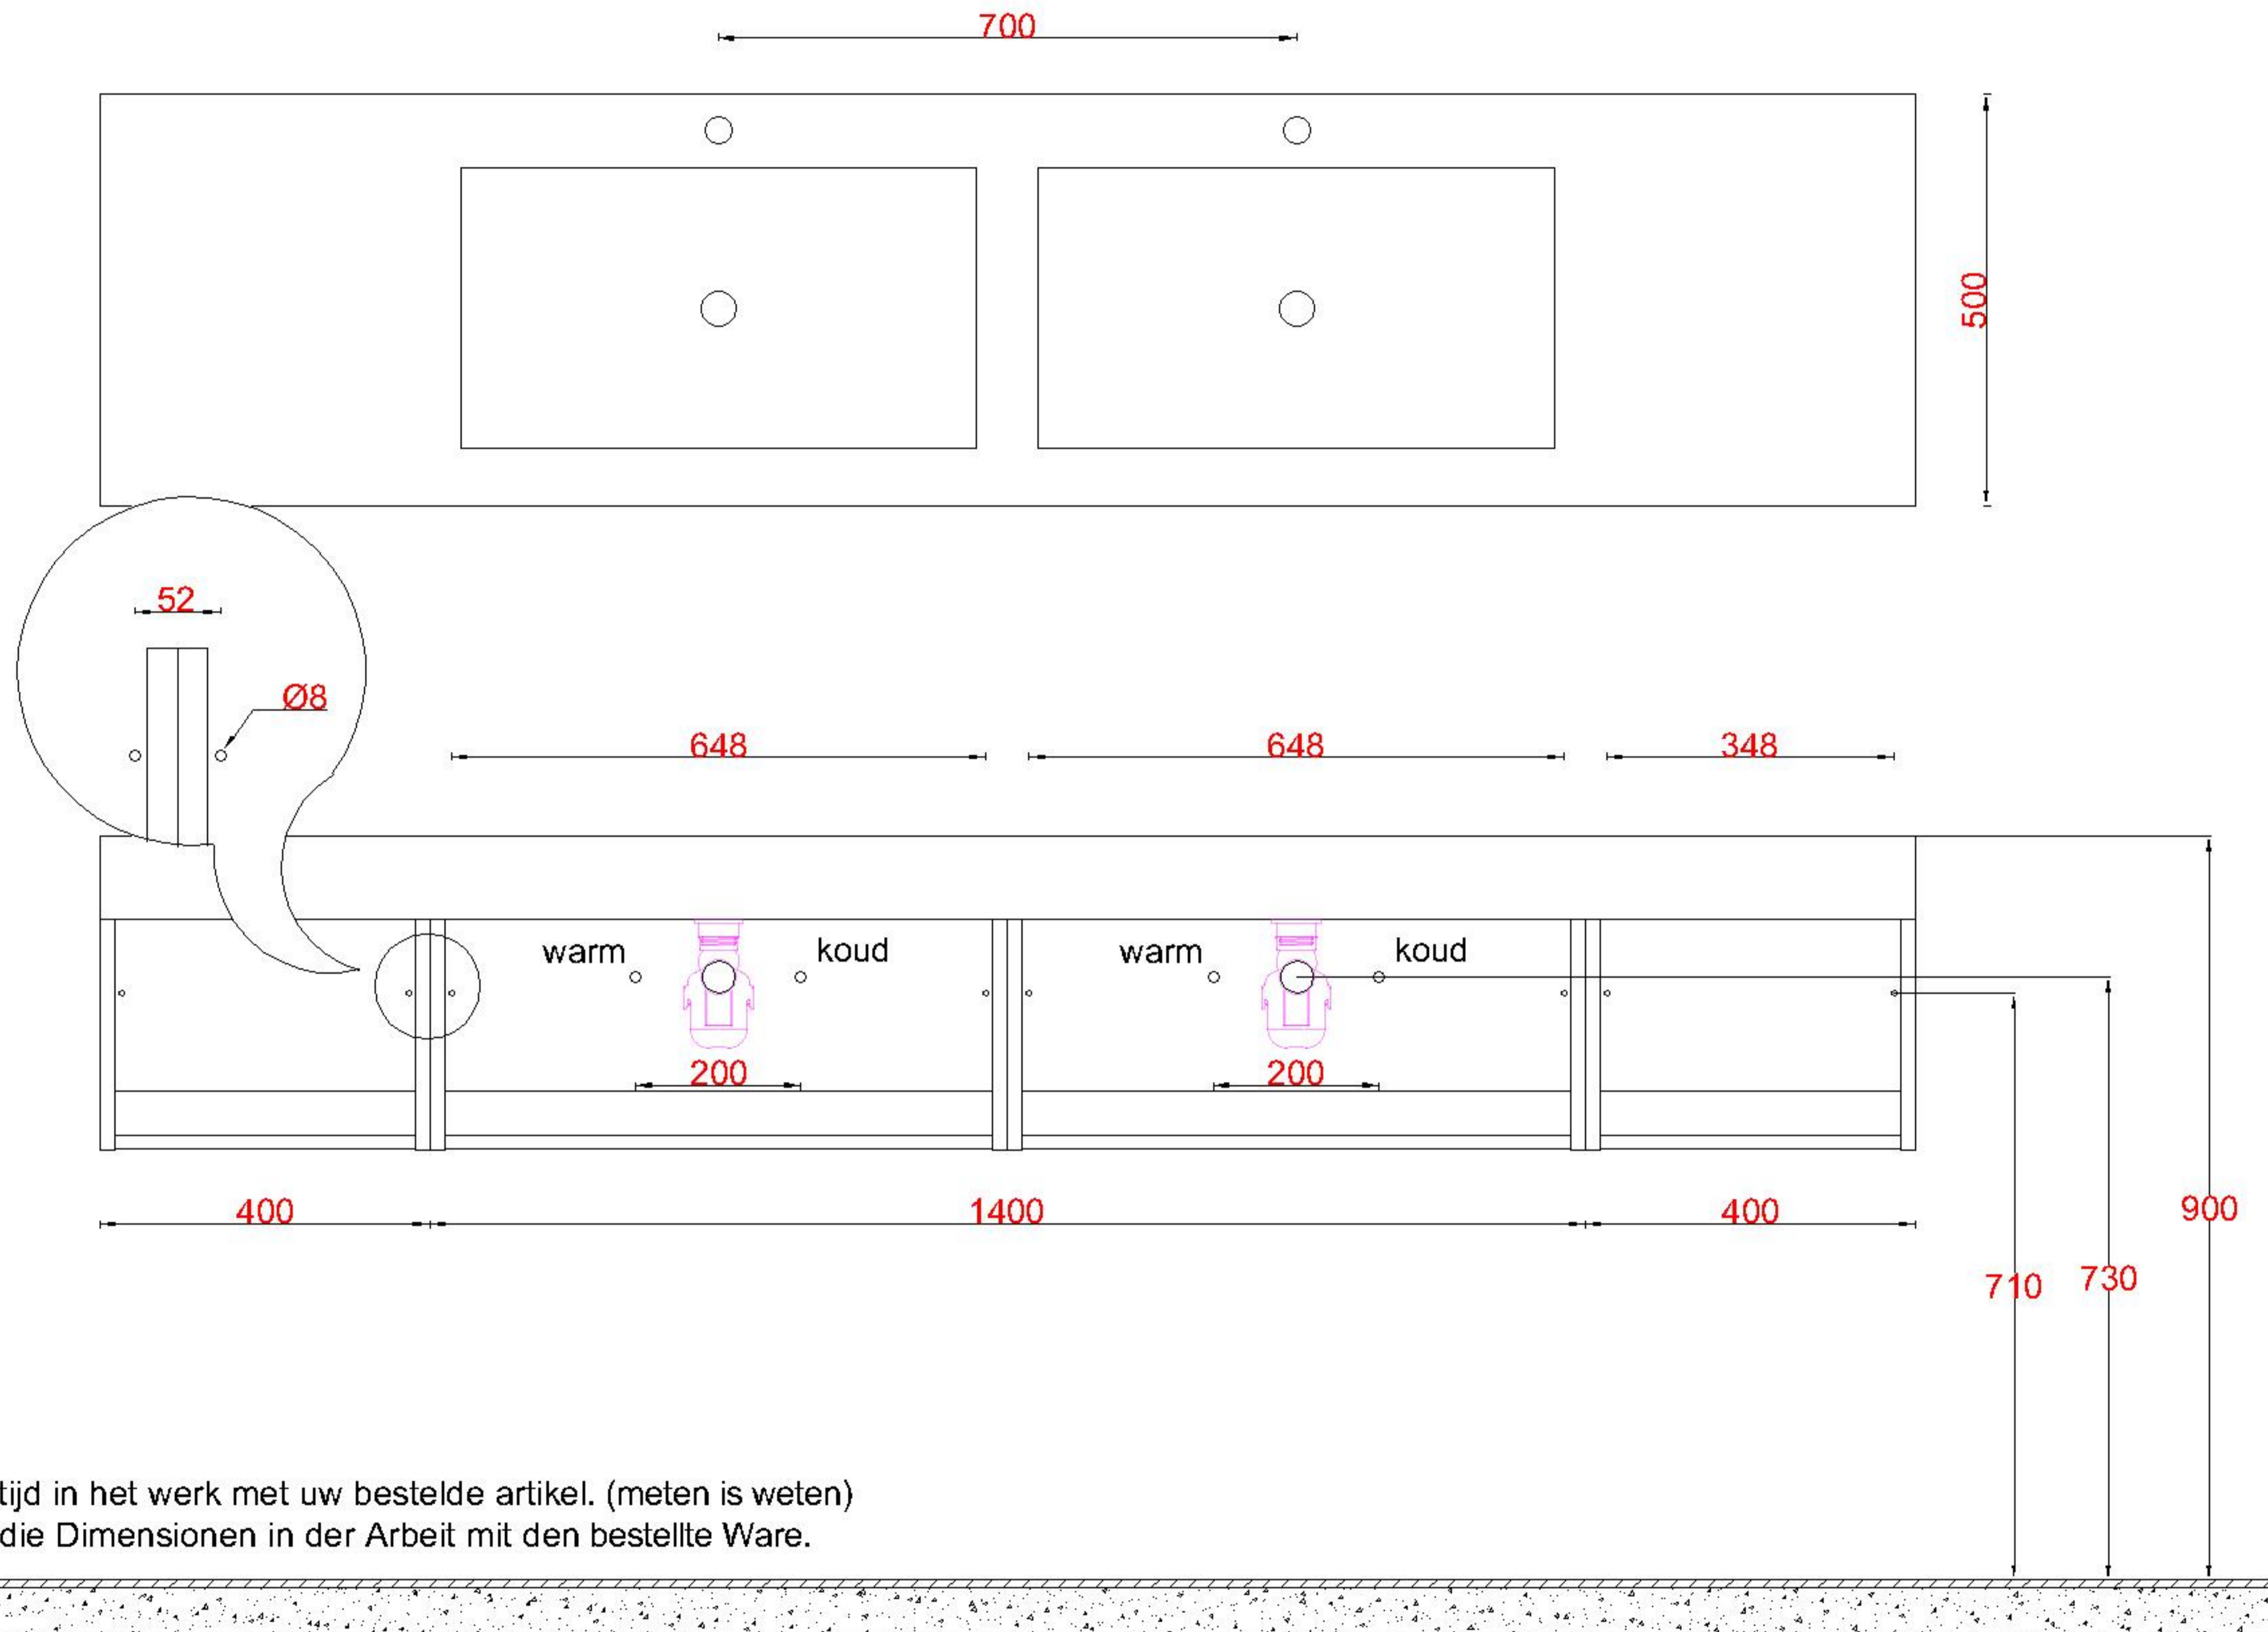 700
500
52
Ø8
648
648
348
warm
koud
warm
koud
200
200
400
1400
400
900
710
730
tijd in het werk met uw bestelde artikel. (meten is weten)
die Dimensionen in der Arbeit mit den bestellte Ware.